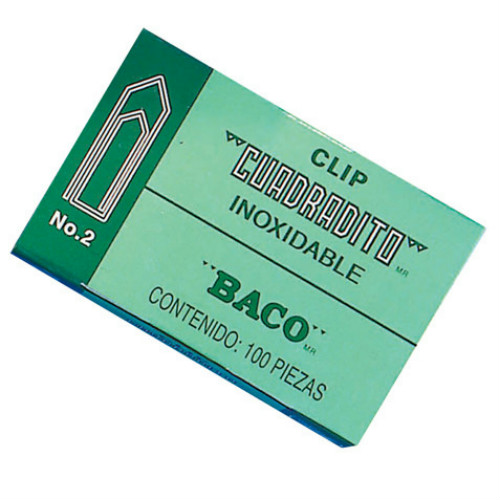 No.2
CLIP
"CUADRADITO" MR
INOXIDABLE
"BACO" MR
CONTENIDO: 100 PIEZAS